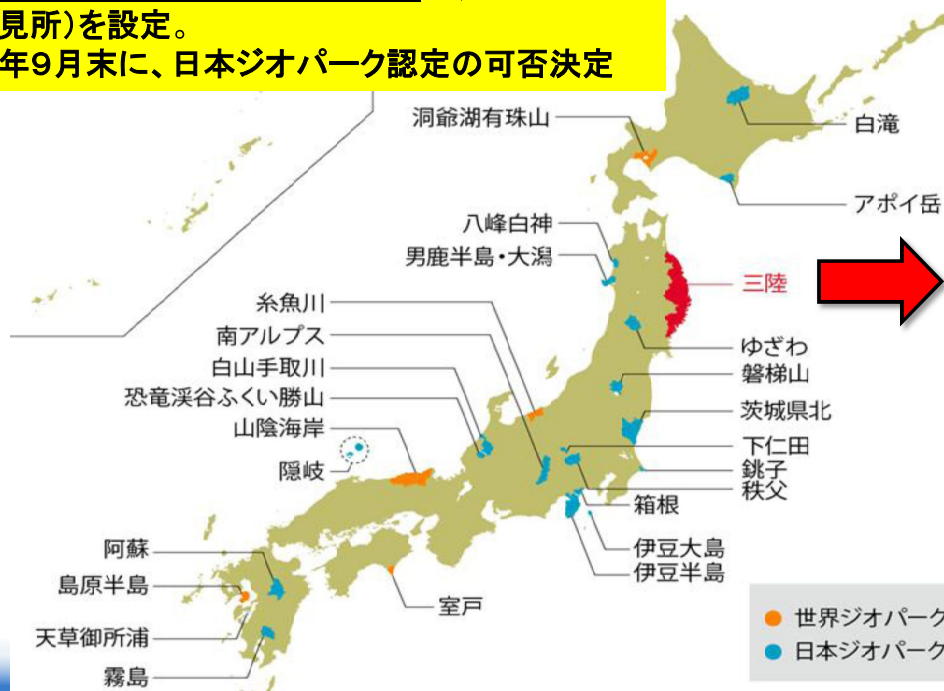 見所)を設定。
年9月末に、日本ジオパーク認定の可否決定
洞爺湖有珠山
白滝
アポイ岳
八峰白神
男鹿半島・大潟
三陸
糸魚川
南アルプス
白山手取川
恐竜渓谷ふくい勝山
山陰海岸
隠岐
ゆざわ
磐梯山
茨城県北
下仁田
銚子
秩父
箱根
伊豆大島
伊豆半島
阿蘇
島原半島
天草御所浦
霧島
室戸
世界ジオパーク
日本ジオパーク